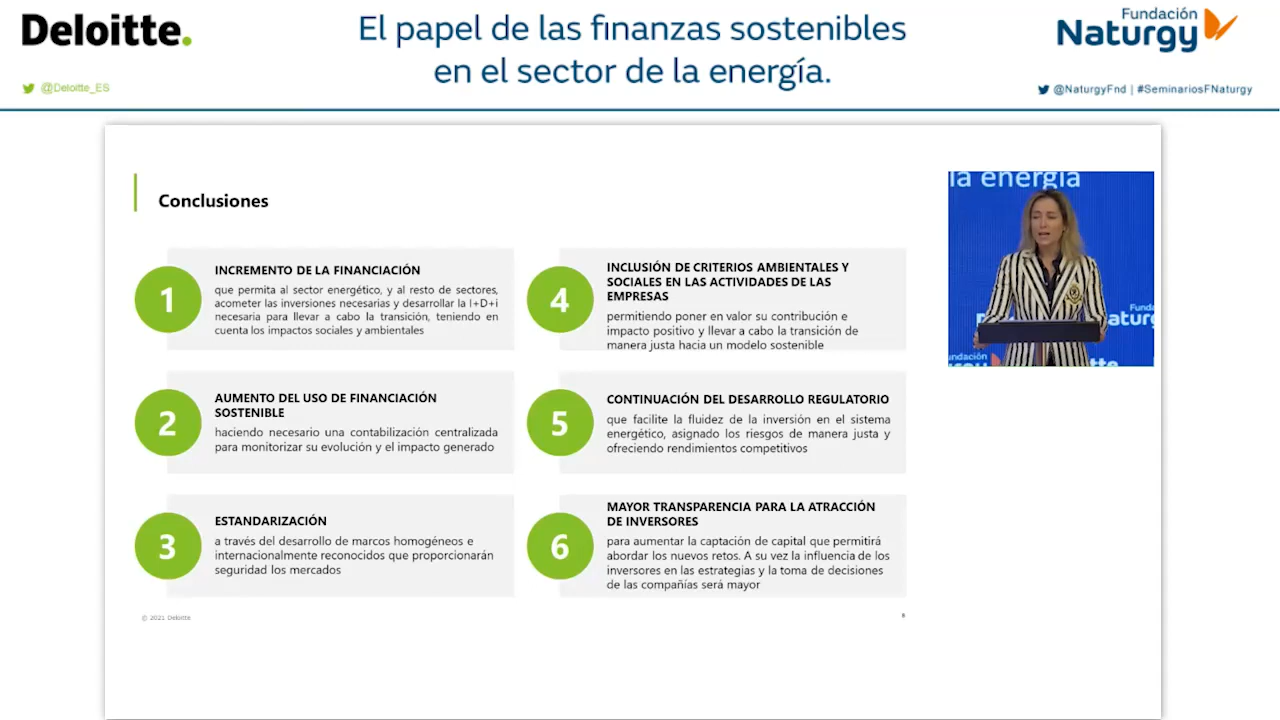 Deloitte.
@Deloitte_ES
El papel de las finanzas sostenibles
en el sector de la energía.
Fundación
Naturgy
@NaturgyFnd | #SeminariosFNaturgy
Conclusiones
1
INCREMENTO DE LA FINANCIACIÓN
que permita al sector energético, y al resto de sectores,
acometer las inversiones necesarias y desarrollar la I+D+i
necesaria para llevar a cabo la transición, teniendo en
cuenta los impactos sociales y ambientales
2
AUMENTO DEL USO DE FINANCIACIÓN
SOSTENIBLE
haciendo necesario una contabilización centralizada
para monitorizar su evolución y el impacto generado
3
ESTANDARIZACIÓN
a través del desarrollo de marcos homogéneos e
internacionalmente reconocidos que proporcionarán
seguridad los mercados
4
INCLUSIÓN DE CRITERIOS AMBIENTALES Y
SOCIALES EN LAS ACTIVIDADES DE LAS
EMPRESAS
permitiendo poner en valor su contribución e
impacto positivo y llevar a cabo la transición de
manera justa hacia un modelo sostenible
5
CONTINUACIÓN DEL DESARROLLO REGULATORIO
que facilite la fluidez de la inversión en el sistema
energético, asignado los riesgos de manera justa y
ofreciendo rendimientos competitivos
6
MAYOR TRANSPARENCIA PARA LA ATRACCIÓN
DE INVERSORES
para aumentar la captación de capital que permitirá
abordar los nuevos retos. A su vez la influencia de los
inversores en las estrategias y la toma de decisiones
de las compañías será mayor
© 2021 Deloitte
la energía